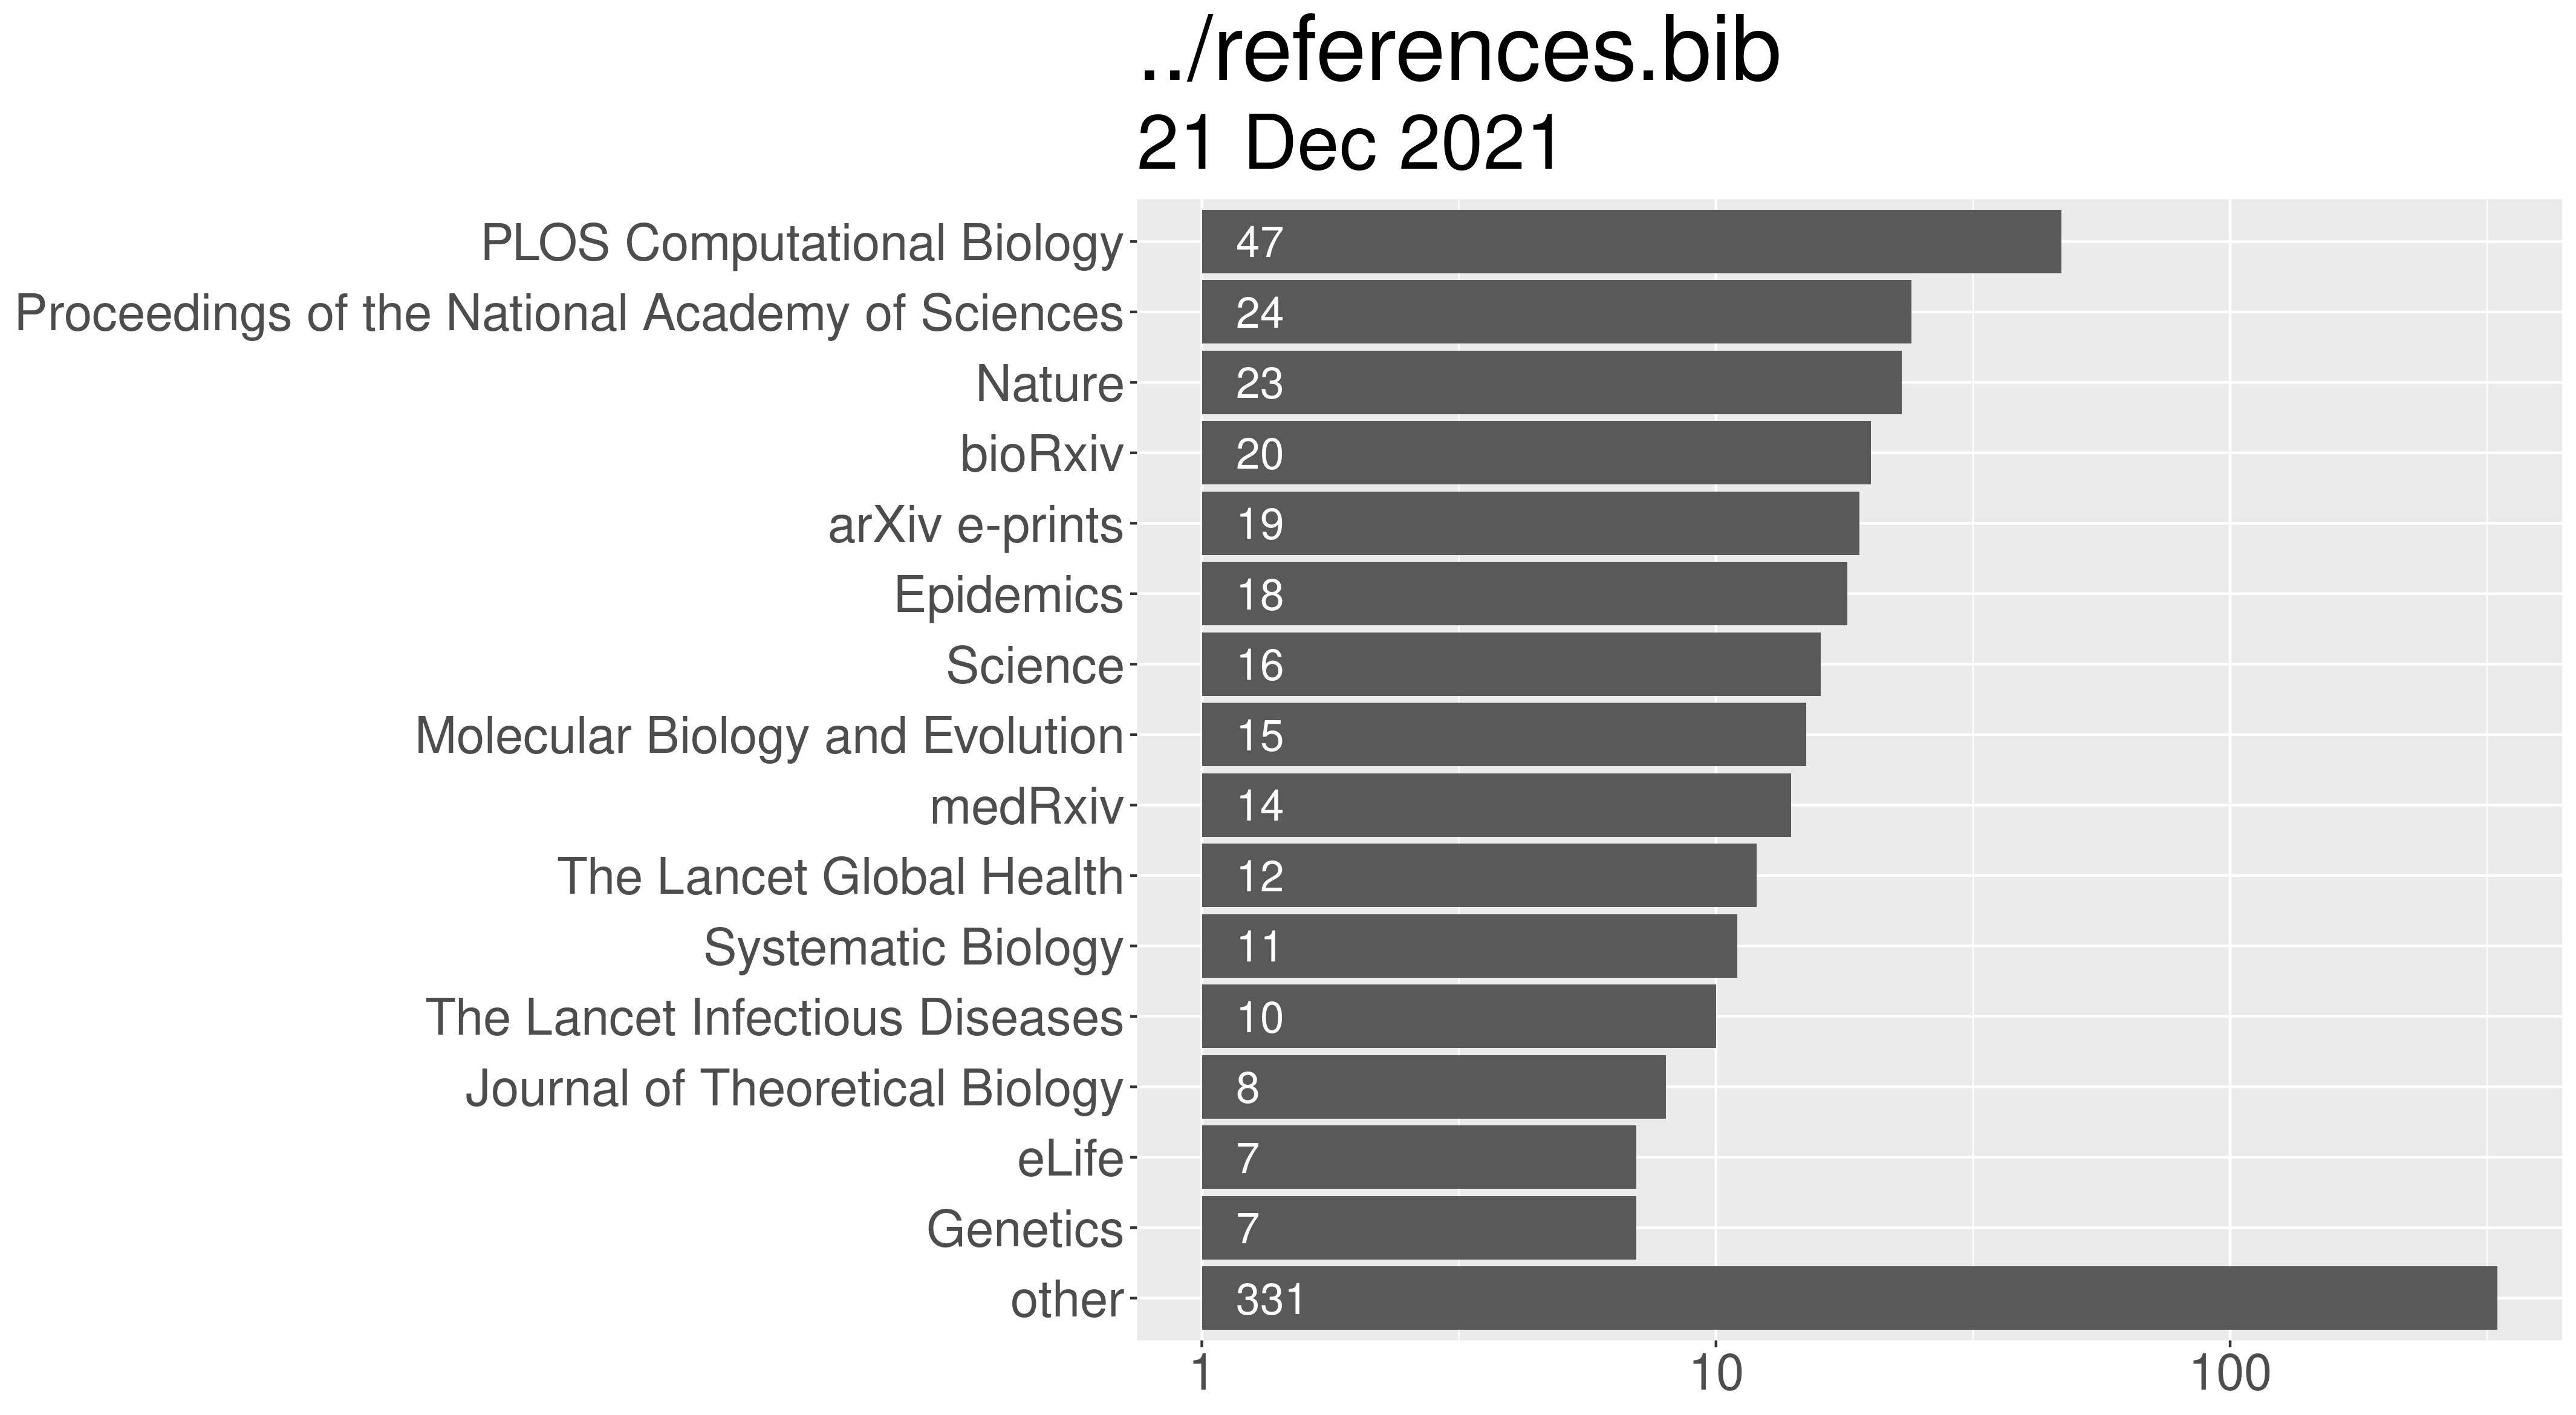 ../references.bib
21 Dec 2021
PLOS Computational Biology 47
Proceedings of the National Academy of Sciences 24
Nature 23
bioRxiv 20
arXiv e-prints 19
Epidemics 18
Science 16
Molecular Biology and Evolution 15
medRxiv 14
The Lancet Global Health 12
Systematic Biology 11
The Lancet Infectious Diseases 10
Journal of Theoretical Biology 8
eLife 7
Genetics 7
other 331
1 10 100